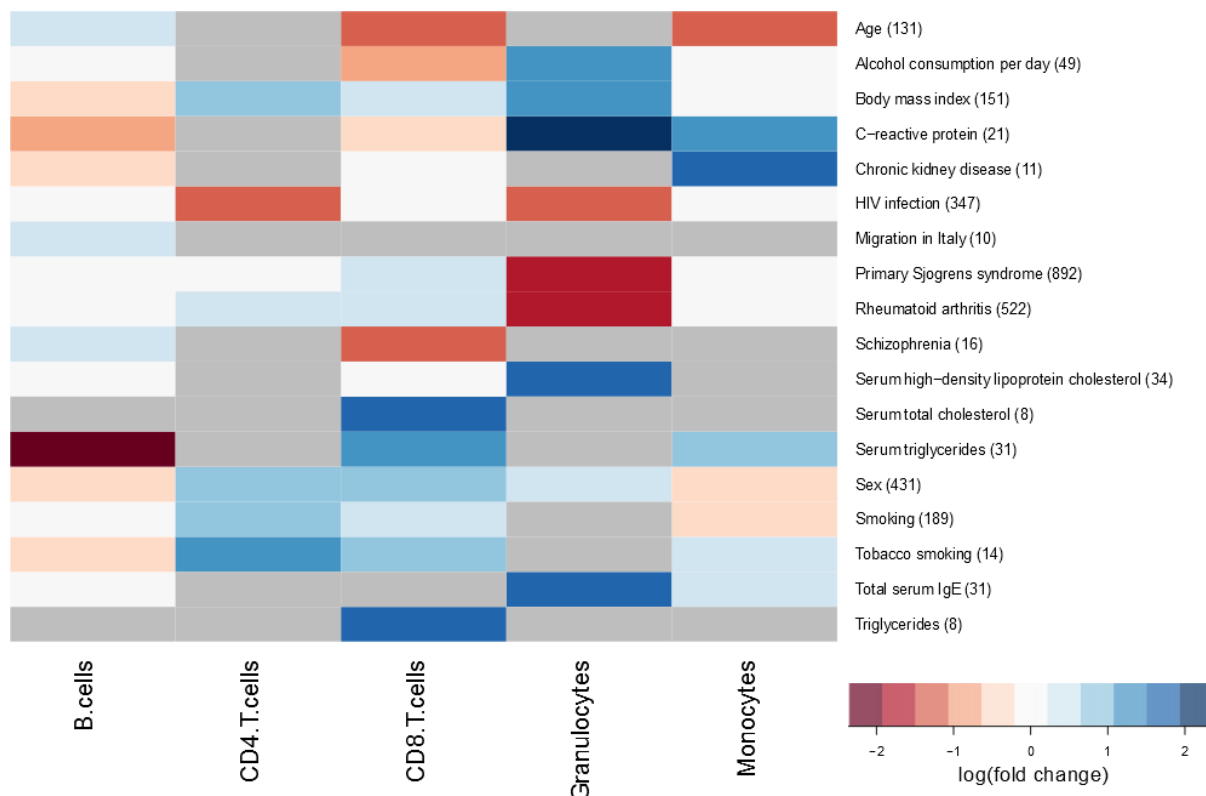 Age (131)
Alcohol consumption per day (49)
Body mass index (151)
C−reactive protein (21)
Chronic kidney disease (11)
HIV infection (347)
Migration in Italy (10)
Primary Sjogrens syndrome (892)
Rheumatoid arthritis (522)
Schizophrenia (16)
Serum high−density lipoprotein cholesterol (34)
Serum total cholesterol (8)
Serum triglycerides (31)
Sex (431)
Smoking (189)
Tobacco smoking (14)
Total serum IgE (31)
Triglycerides (8)
B.cells
CD4.T.cells
CD8.T.cells
Granulocytes
Monocytes
−2 −1 0 1 2
log(fold change)